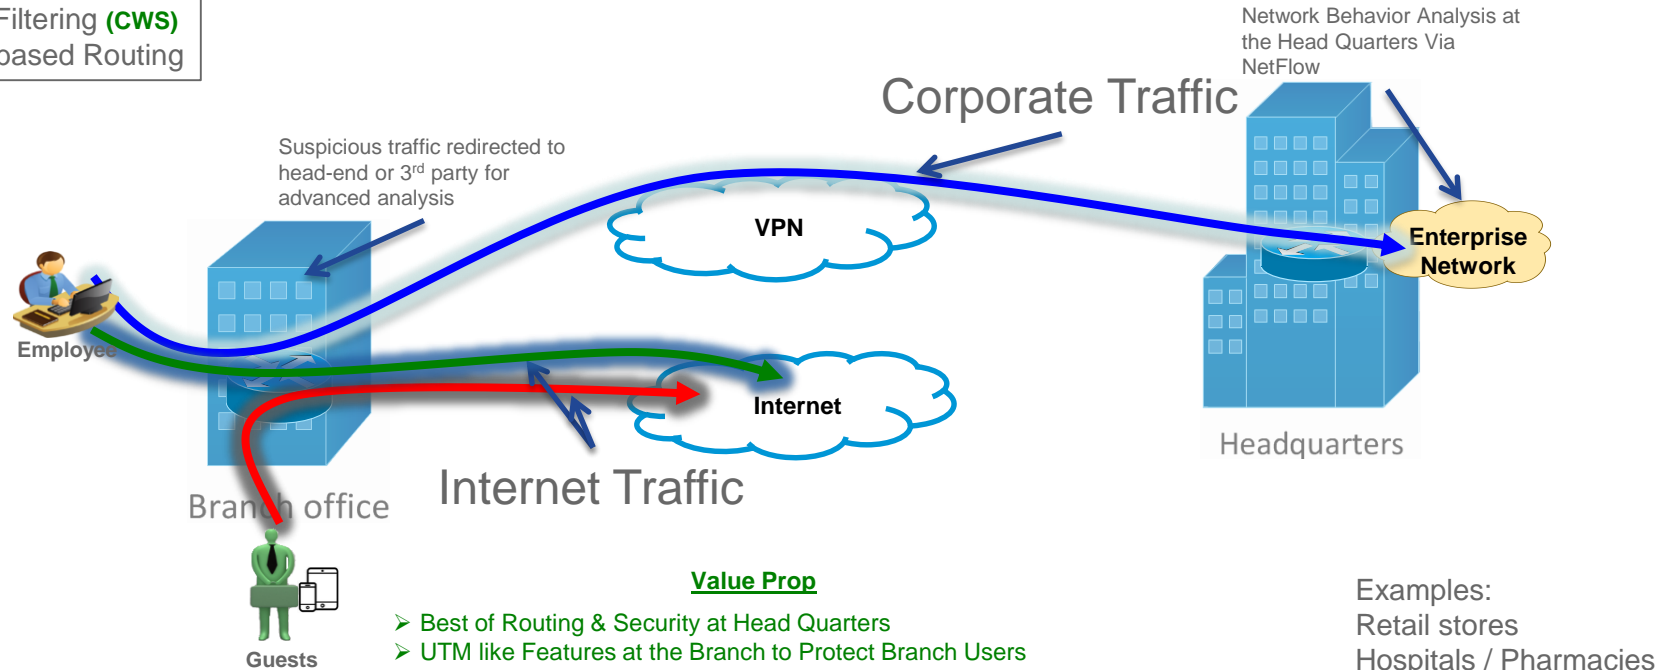 Filtering (CWS)
based Routing
Network Behavior Analysis at
the Head Quarters Via
NetFlow
Corporate Traffic
Suspicious traffic redirected to
head-end or 3rd party for
advanced analysis
VPN
Enterprise
Network
Employee
Internet
Headquarters
Internet Traffic
Branch office
Value Prop
➢ Best of Routing & Security at Head Quarters
➢ UTM like Features at the Branch to Protect Branch Users
Guests
Examples:
Retail stores
Hospitals / Pharmacies